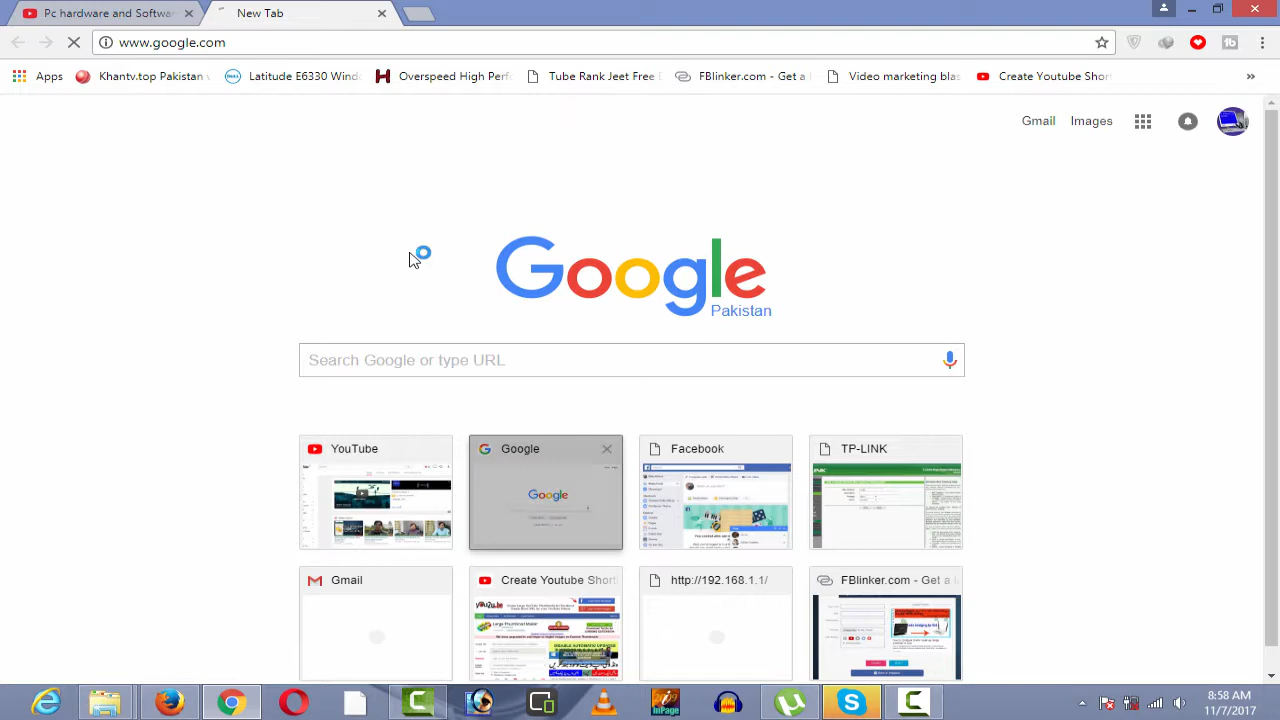 Pc hardware and Softwar
New Tab
www.google.com
Apps
Khantv.top Pakistan v
Latitude E6330 Wind
Overspeed High Perf
Tube Rank Jeet Free
FBlinker.com - Get a l
Video marketing blas
Create Youtube Short
»
Gmail
Images
Google
Pakistan
Search Google or type URL
YouTube
Google
Facebook
TP-LINK
Google
Gmail
Create Youtube Short
http://192.168.1.1/
FBlinker.com - Get a l
8:58 AM
11/7/2017